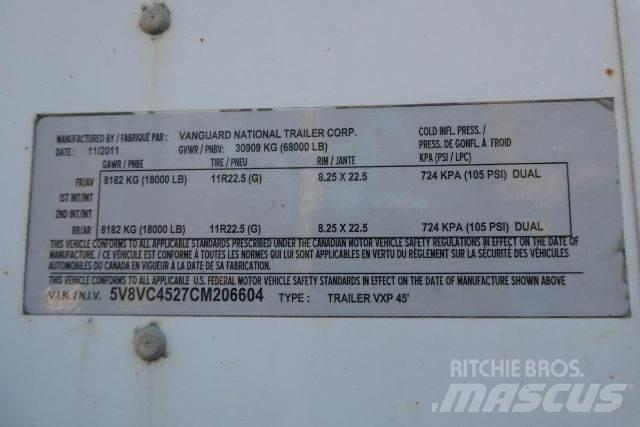 MANUFACTURED BY / FABRIQUÉ PAR : VANGUARD NATIONAL TRAILER CORP.
DATE : 11/2011 GVWR / PNBV: 30909 KG (68000 LB)
COLD INFL. PRESS./
PRESS. DE GONFL. À FROID
GAWR / PNBE TIRE / PNEU RIM / JANTE KPA (PSI / LPC)
FR/AV 8182 KG (18000 LB) 11R22.5 (G) 8.25 X 22.5 724 KPA (105 PSI) DUAL
1ST INT/INT
2ND INT/INT
RR/AR 8182 KG (18000 LB) 11R22.5 (G) 8.25 X 22.5 724 KPA (105 PSI) DUAL
THIS VEHICLE CONFORMS TO ALL APPLICABLE STANDARDS PRESCRIBED UNDER THE CANADIAN MOTOR VEHICLE SAFETY REGULATIONS IN EFFECT ON THE DATE OF
MANUFACTURE. / CE VÉHICULE EST CONFORME À TOUTES LES NORMES QUI LUI SONT APPLICABLES EN VERTU DU RÈGLEMENT SUR LA SÉCURITÉ DES VÉHICULES
AUTOMOBILES DU CANADA EN VIGUEUR À LA DATE DE SA FABRICATION.
THIS VEHICLE CONFORMS TO ALL APPLICABLE U.S. FEDERAL MOTOR VEHICLE SAFETY STANDARDS IN EFFECT ON THE DATE OF MANUFACTURE SHOWN ABOVE
V.I.N. / N.I.V. 5V8VC4527CM206604 TYPE : TRAILER VXP 45'
RITCHIE BROS.
MASCUS